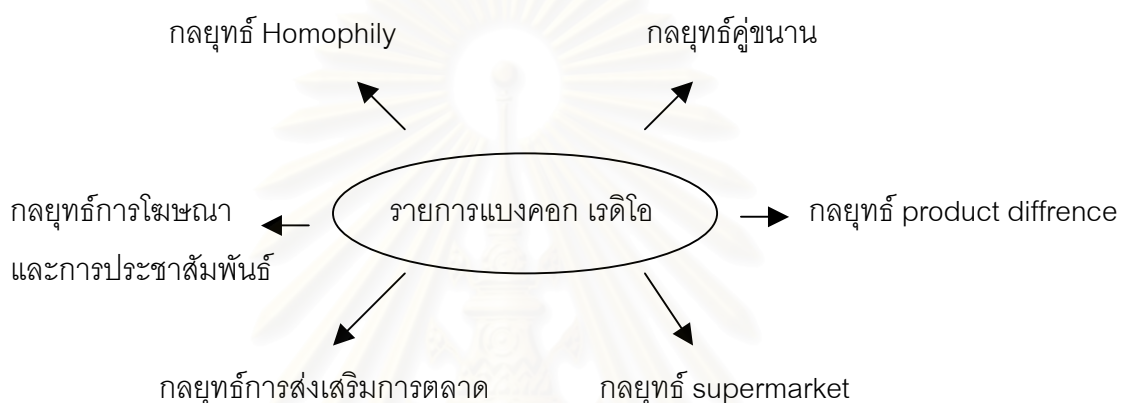 กลยุทธ์ Homophily
กลยุทธ์คู่ขนาน
กลยุทธ์การโฆษณา
และการประชาสัมพันธ์
รายการแบงคอก เรดิโอ
กลยุทธ์ product diffrence
กลยุทธ์การส่งเสริมการตลาด
กลยุทธ์ supermarket